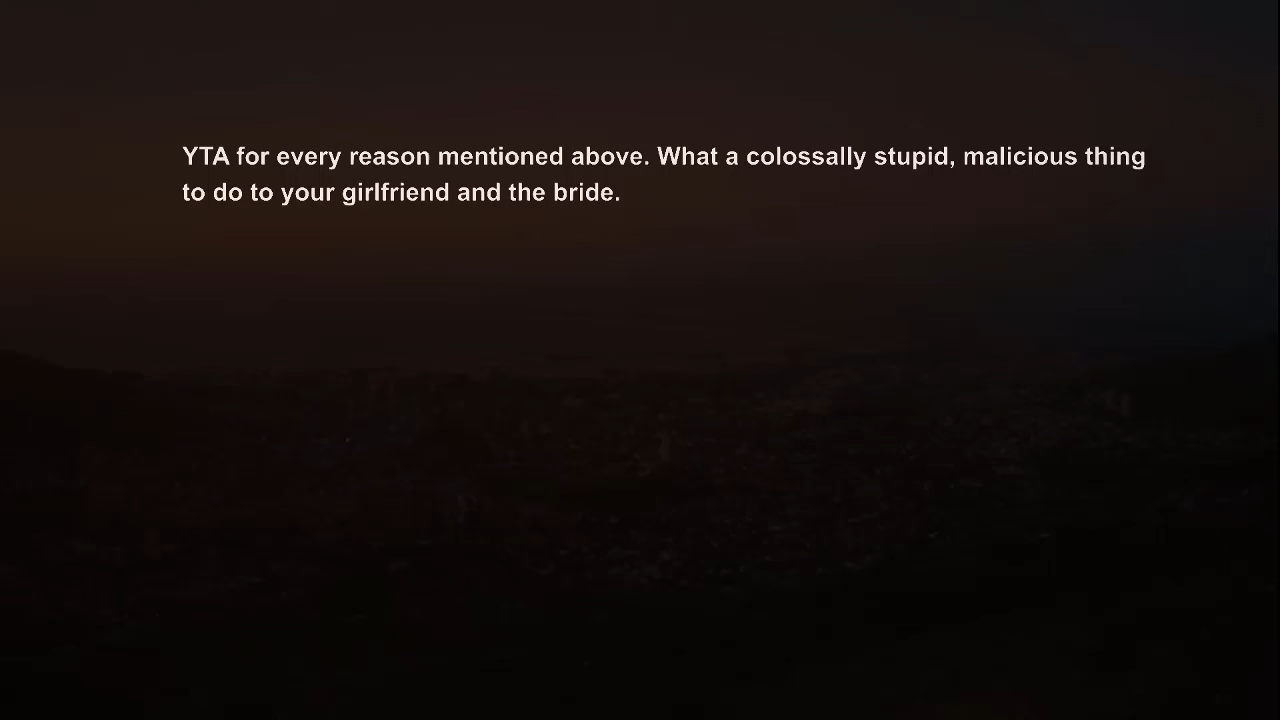 YTA for every reason mentioned above. What a colossally stupid, malicious thing
to do to your girlfriend and the bride.